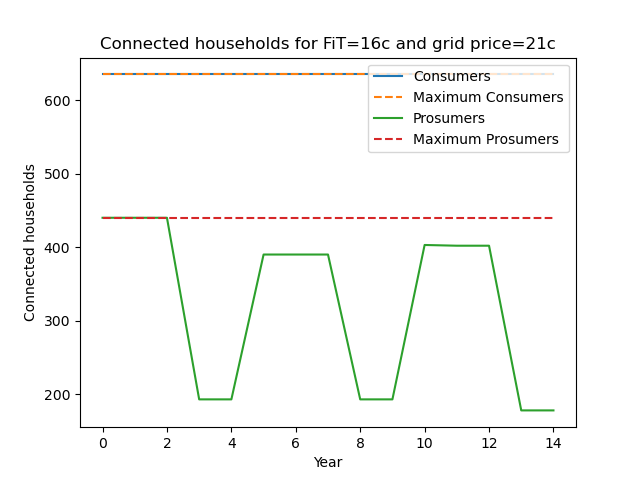 Connected households for FiT=16c and grid price=21c
Consumers
Maximum Consumers
Prosumers
Maximum Prosumers
Connected households
600
500
400
300
200
0 2 4 6 8 10 12 14
Year